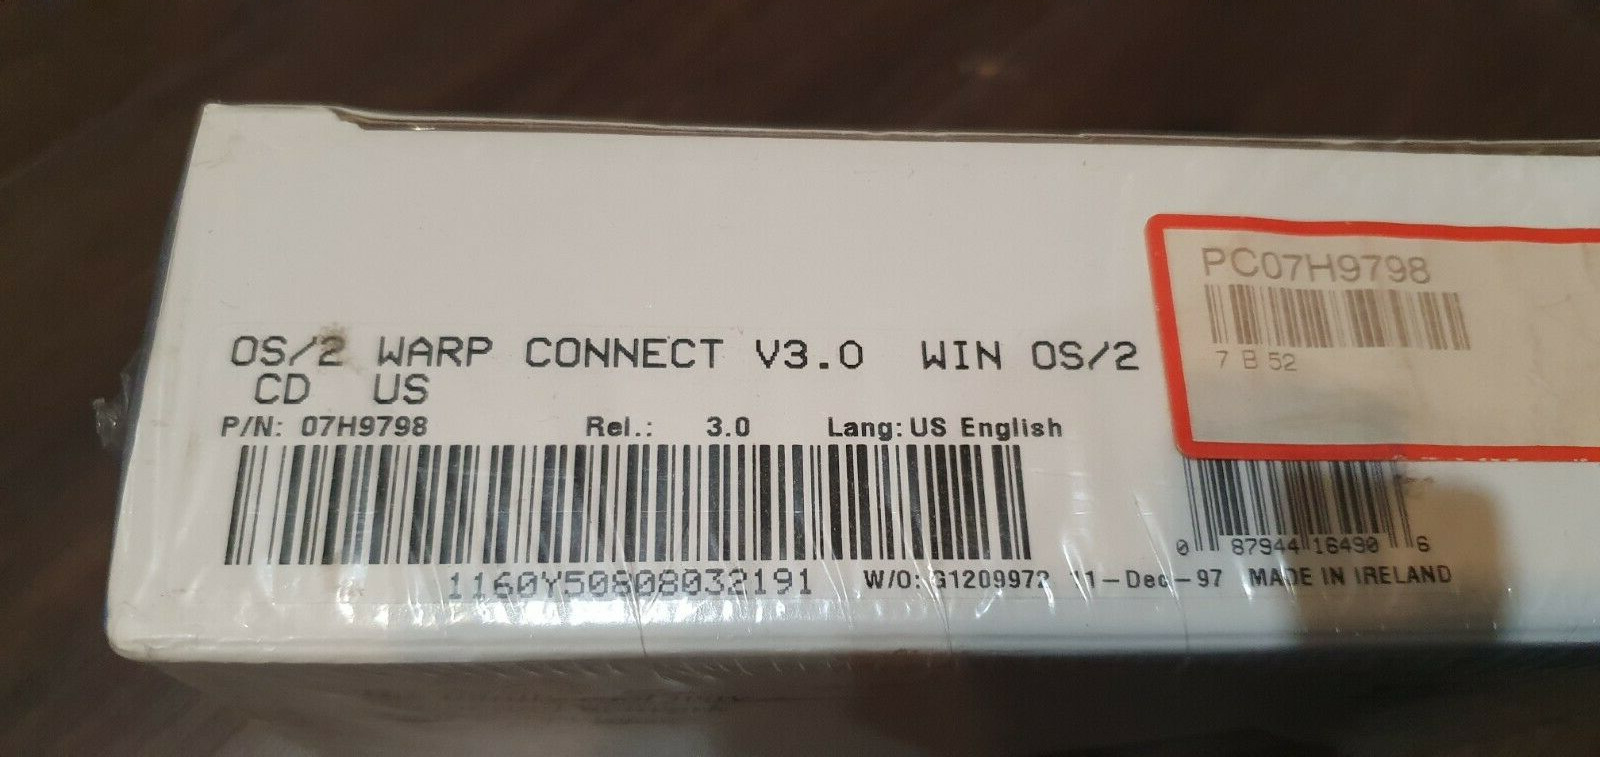 OS/2 WARP CONNECT V3.0 WIN OS/2
CD US
P/N: 07H9798 Rel.: 3.0 Lang: US English
1160Y50808032191
W/O: G1209972 11-Dec-97 MADE IN IRELAND
PC07H9798
7 B 52
0 87944 16490 6